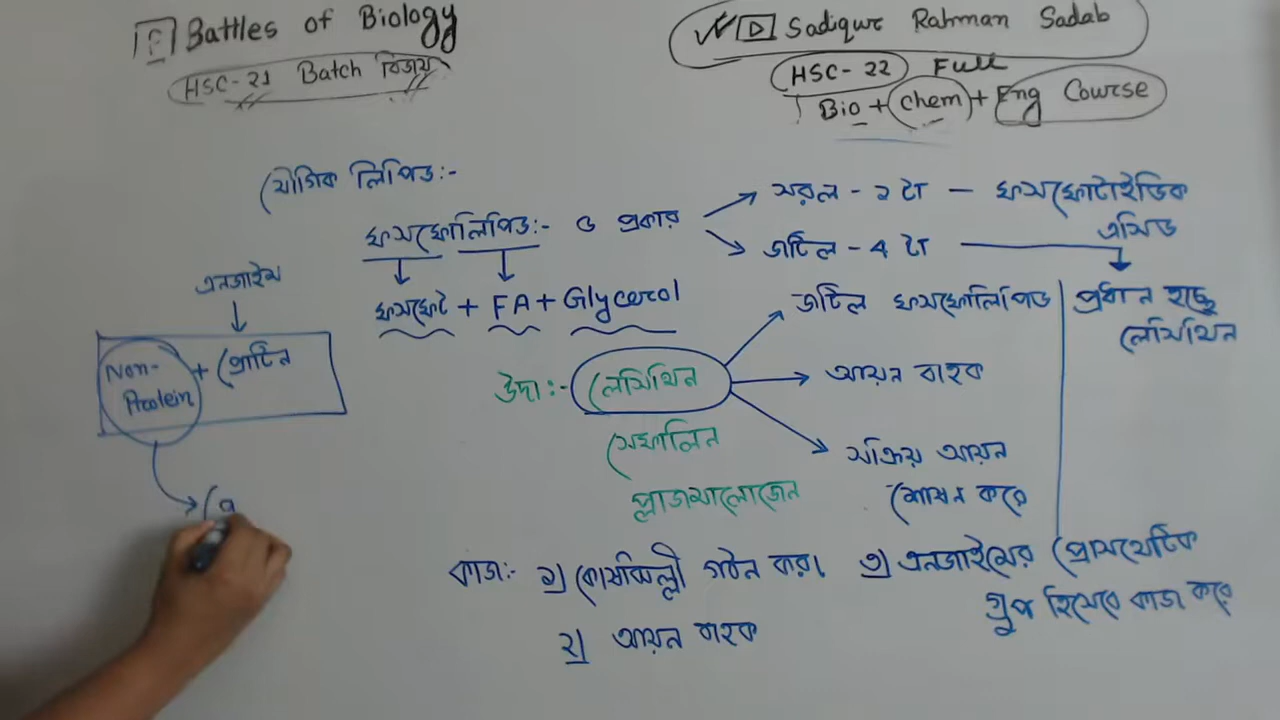 Battles of Biology
HSC-21 Batch বিজয়
Sadiqur Rahman Sadab
HSC-22 Full
Bio + Chem + Eng Course
যৌগিক লিপিড:-
ফসফোলিপিড:- ৩ প্রকার
সরল - ২ টা - ফসফোটাইডিক এসিড
জটিল - 4 টা
প্রধান হচ্ছে
লেসিথিন
ফসফেট + FA + Glycerol
এনজাইম
Non-Protein + প্রোটিন
উদা:- লেসিথিন
সেফালিন
প্লাজমালোজেন
জটিল ফসফোলিপিড
আয়ন বাহক
সক্রিয় আয়ন
শোষন করে
কাজ:- ১) কোষঝিল্লী গঠন করা।
২) আয়ন বাহক
৩) এনজাইমের প্রোসথেটিক
গ্রুপ হিসেবে কাজ করে